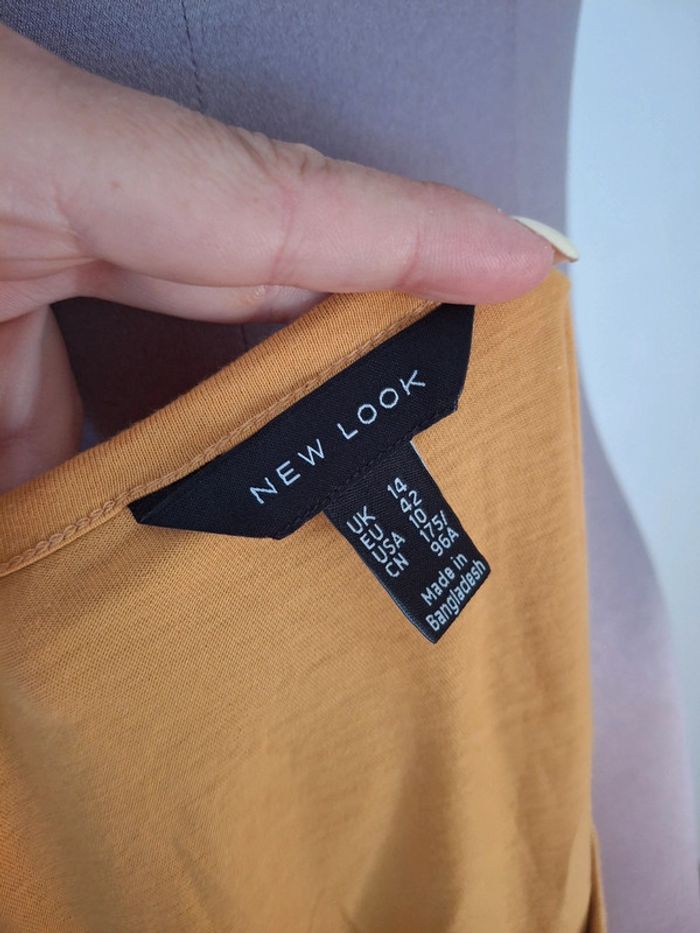 NEW LOOK
UK 14
EU 42
USA 10
CN 175/
96A
Made in
Bangladesh